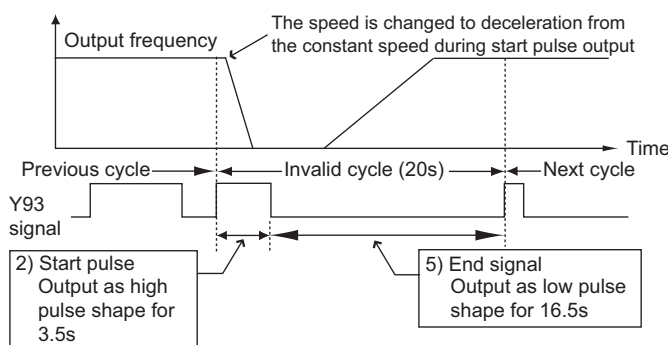 Output frequency
The speed is changed to deceleration from
the constant speed during start pulse output
Time
Previous cycle
Invalid cycle (20s)
Next cycle
Y93
signal
2) Start pulse
Output as high
pulse shape for
3.5s
5) End signal
Output as low pulse
shape for 16.5s